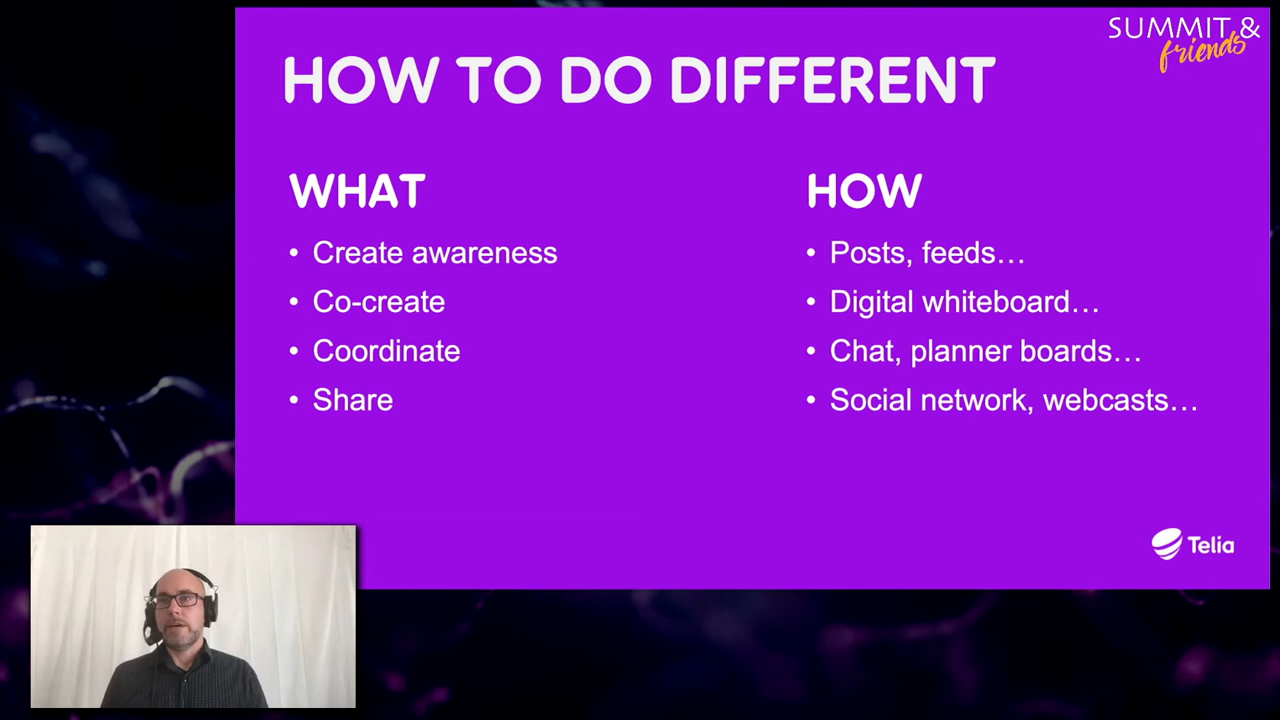 SUMMIT &
friends
HOW TO DO DIFFERENT
WHAT
• Create awareness
• Co-create
• Coordinate
• Share
HOW
• Posts, feeds…
• Digital whiteboard…
• Chat, planner boards…
• Social network, webcasts…
Telia